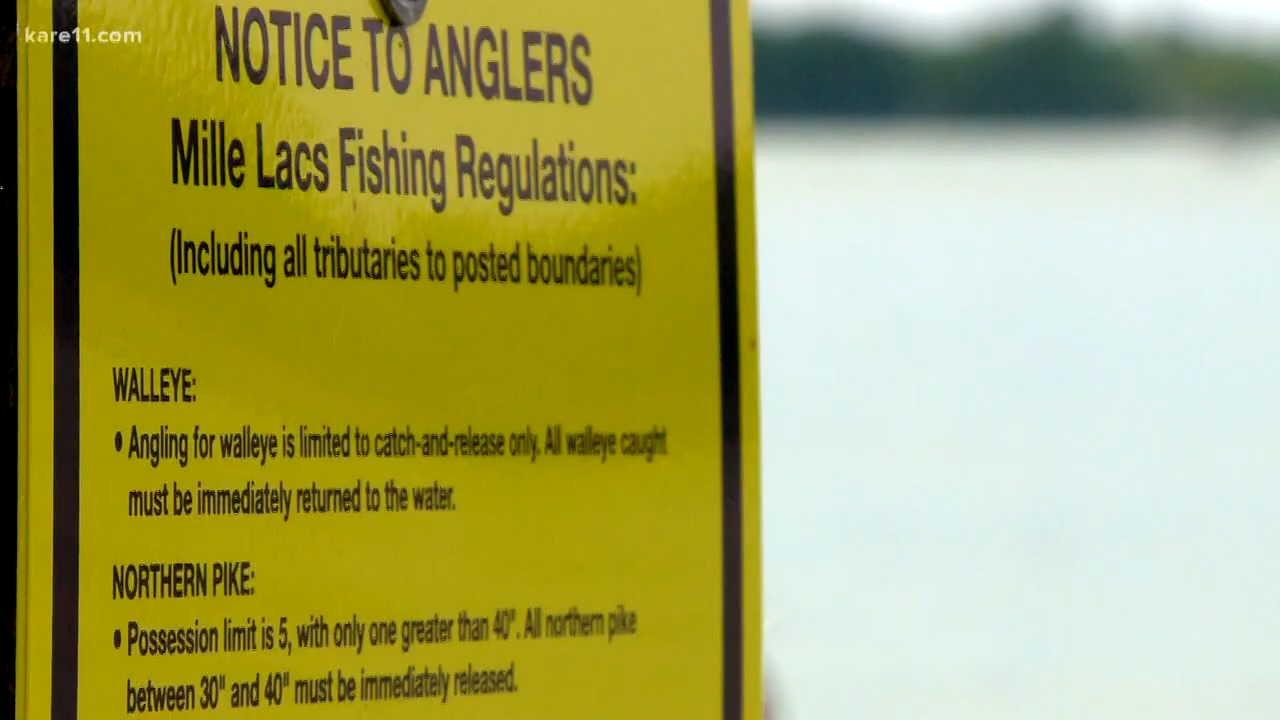 kare11.com
NOTICE TO ANGLERS
Mille Lacs Fishing Regulations:
(Including all tributaries to posted boundaries)
WALLEYE:
• Angling for walleye is limited to catch-and-release only. All walleye caught
must be immediately returned to the water.
NORTHERN PIKE:
• Possession limit is 5, with only one greater than 40". All northern pike
between 30" and 40" must be immediately released.